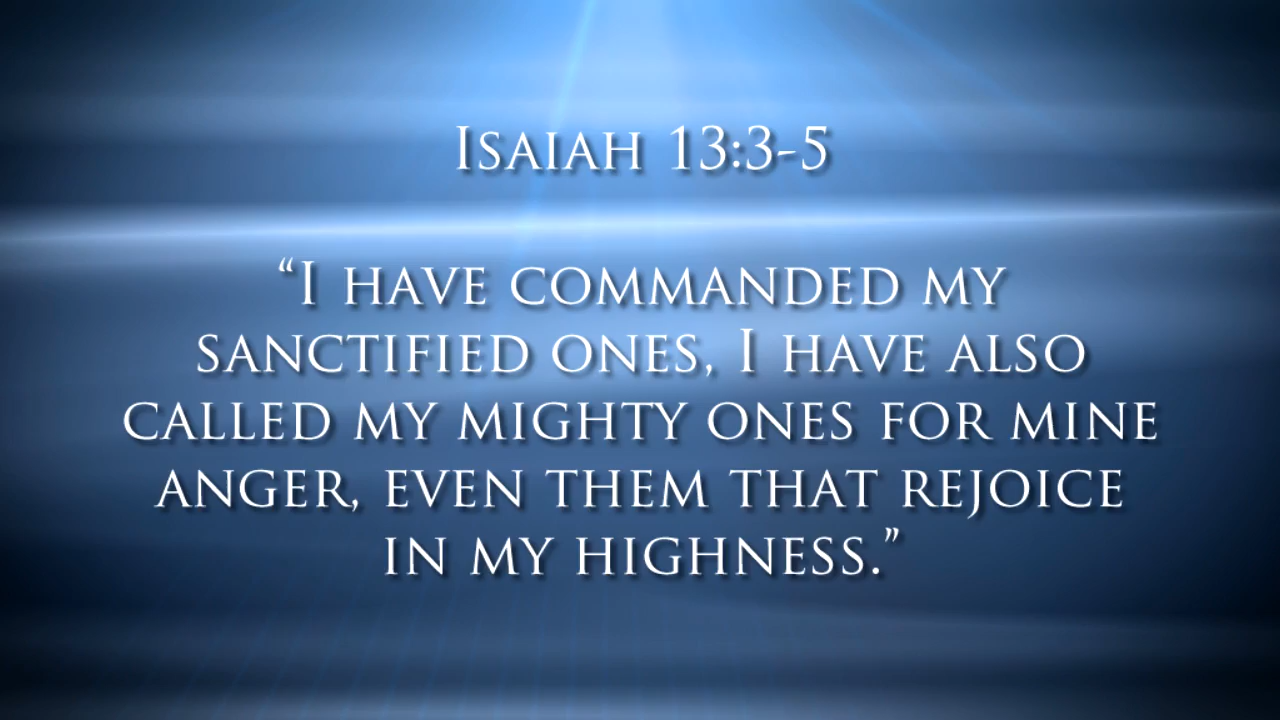 Isaiah 13:3-5
“I have commanded my
sanctified ones, I have also
called my mighty ones for mine
anger, even them that rejoice
in my highness.”